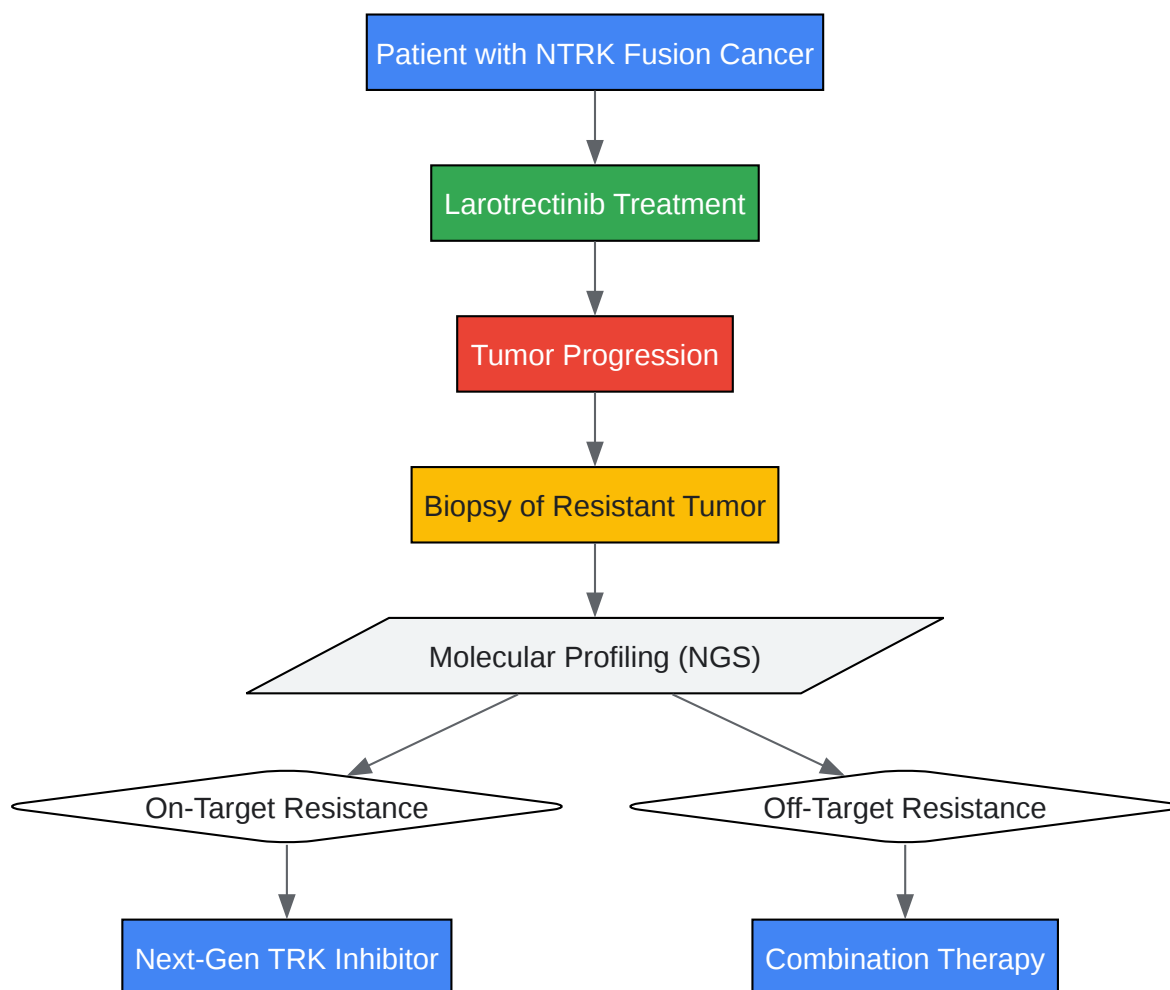 Patient with NTRK Fusion Cancer
Larotrectinib Treatment
Tumor Progression
Biopsy of Resistant Tumor
Molecular Profiling (NGS)
On-Target Resistance
Off-Target Resistance
Next-Gen TRK Inhibitor
Combination Therapy